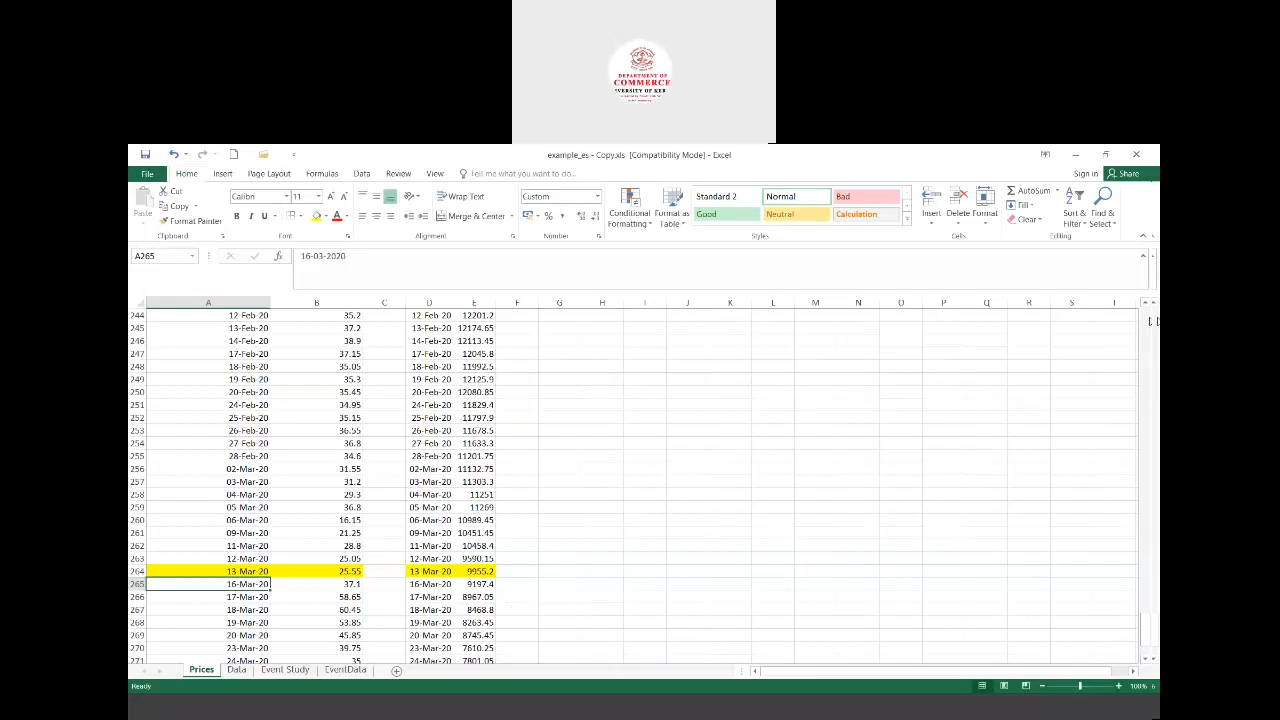 DEPARTMENT OF
COMMERCE
IVERSITY OF KER
example_es - Copy.xls [Compatibility Mode] - Excel
File Home Insert Page Layout Formulas Data Review View Tell me what you want to do... Sign in Share
Paste Cut Copy Format Painter Clipboard
Calibri 11 B I U Font
Wrap Text Merge & Center Alignment
Custom % Number
Conditional Formatting Format as Table Standard 2 Normal Bad Good Neutral Calculation Styles
Insert Delete Format Cells
AutoSum Fill Clear Sort & Filter Find & Select Editing
A265 fx 16-03-2020
A B C D E F G H I J K L M N O P Q R S T
244 12-Feb-20 35.2 12-Feb-20 12201.2
245 13-Feb-20 37.2 13-Feb-20 12174.65
246 14-Feb-20 38.9 14-Feb-20 12113.45
247 17-Feb-20 37.15 17-Feb-20 12045.8
248 18-Feb-20 35.05 18-Feb-20 11992.5
249 19-Feb-20 35.3 19-Feb-20 12125.9
250 20-Feb-20 35.45 20-Feb-20 12080.85
251 24-Feb-20 34.95 24-Feb-20 11829.4
252 25-Feb-20 35.15 25-Feb-20 11797.9
253 26-Feb-20 36.55 26-Feb-20 11678.5
254 27-Feb-20 36.8 27-Feb-20 11633.3
255 28-Feb-20 34.6 28-Feb-20 11201.75
256 02-Mar-20 31.55 02-Mar-20 11132.75
257 03-Mar-20 31.2 03-Mar-20 11303.3
258 04-Mar-20 29.3 04-Mar-20 11251
259 05-Mar-20 36.8 05-Mar-20 11269
260 06-Mar-20 16.15 06-Mar-20 10989.45
261 09-Mar-20 21.25 09-Mar-20 10451.45
262 11-Mar-20 28.8 11-Mar-20 10458.4
263 12-Mar-20 25.05 12-Mar-20 9590.15
264 13-Mar-20 25.55 13-Mar-20 9955.2
265 16-Mar-20 37.1 16-Mar-20 9197.4
266 17-Mar-20 58.65 17-Mar-20 8967.05
267 18-Mar-20 60.45 18-Mar-20 8468.8
268 19-Mar-20 53.85 19-Mar-20 8263.45
269 20-Mar-20 45.85 20-Mar-20 8745.45
270 23-Mar-20 39.75 23-Mar-20 7610.25
271 24-Mar-20 35 24-Mar-20 7801.05
Prices Data Event Study EventData
Ready 100%